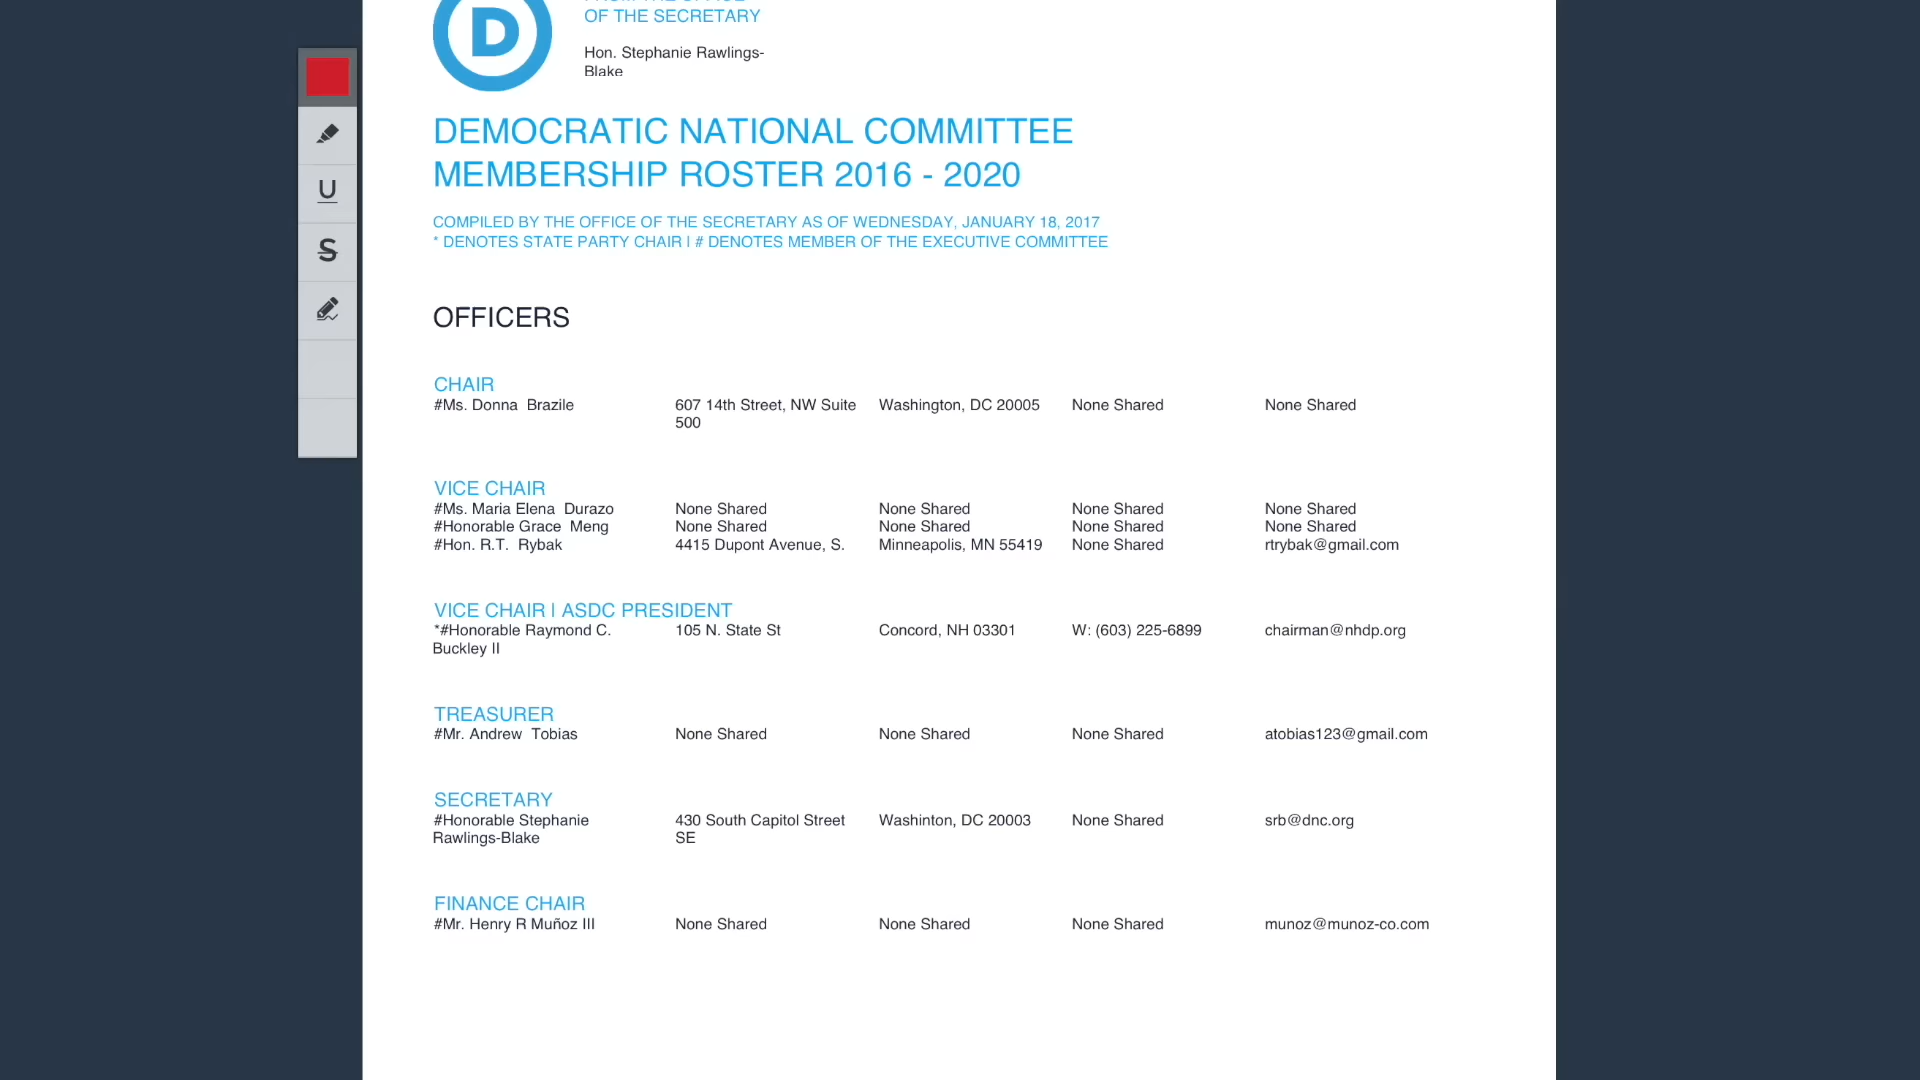 D
OF THE SECRETARY
Hon. Stephanie Rawlings-
Blake
DEMOCRATIC NATIONAL COMMITTEE
MEMBERSHIP ROSTER 2016 - 2020
COMPILED BY THE OFFICE OF THE SECRETARY AS OF WEDNESDAY, JANUARY 18, 2017
* DENOTES STATE PARTY CHAIR | # DENOTES MEMBER OF THE EXECUTIVE COMMITTEE
U
S
OFFICERS
CHAIR
#Ms. Donna  Brazile 607 14th Street, NW Suite Washington, DC 20005 None Shared None Shared
500
VICE CHAIR
#Ms. Maria Elena  Durazo None Shared None Shared None Shared None Shared
#Honorable Grace  Meng None Shared None Shared None Shared None Shared
#Hon. R.T.  Rybak 4415 Dupont Avenue, S. Minneapolis, MN 55419 None Shared rtrybak@gmail.com
VICE CHAIR | ASDC PRESIDENT
*#Honorable Raymond C. 105 N. State St Concord, NH 03301 W: (603) 225-6899 chairman@nhdp.org
Buckley II
TREASURER
#Mr. Andrew  Tobias None Shared None Shared None Shared atobias123@gmail.com
SECRETARY
#Honorable Stephanie 430 South Capitol Street Washinton, DC 20003 None Shared srb@dnc.org
Rawlings-Blake SE
FINANCE CHAIR
#Mr. Henry R Muñoz III None Shared None Shared None Shared munoz@munoz-co.com